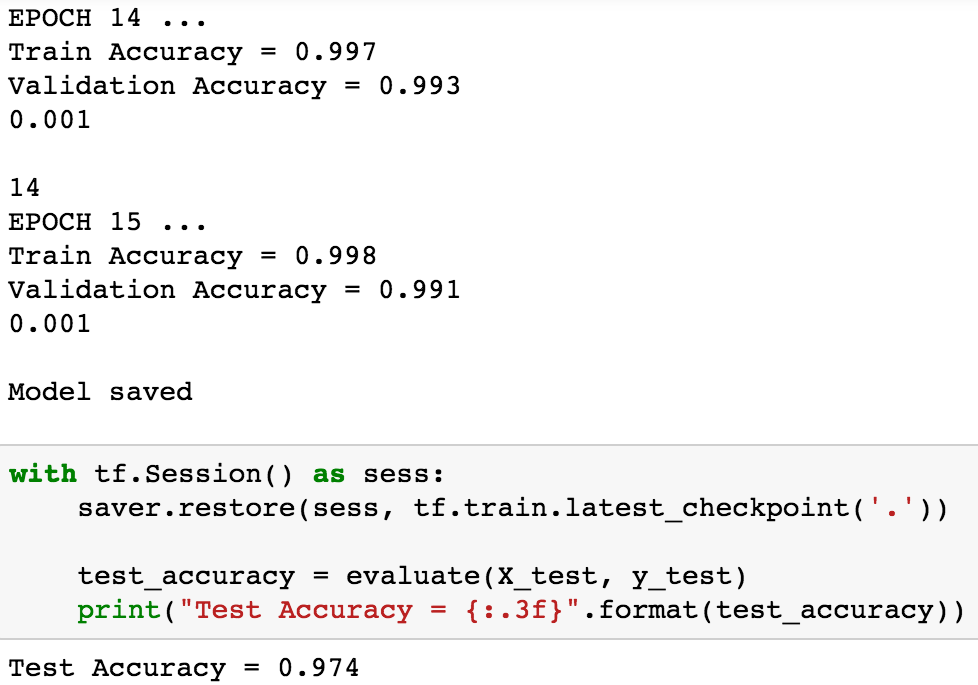 EPOCH 14 ...
Train Accuracy = 0.997
Validation Accuracy = 0.993
0.001
14
EPOCH 15 ...
Train Accuracy = 0.998
Validation Accuracy = 0.991
0.001
Model saved
with tf.Session() as sess:
    saver.restore(sess, tf.train.latest_checkpoint('.'))
    test_accuracy = evaluate(X_test, y_test)
    print("Test Accuracy = {:.3f}".format(test_accuracy))
Test Accuracy = 0.974